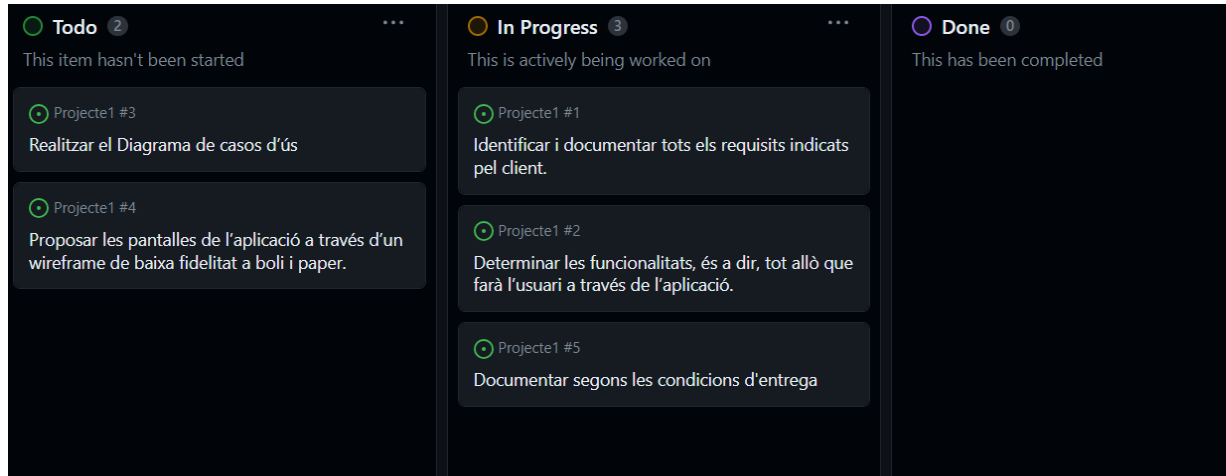 Todo 2
This item hasn't been started
Projecte1 #3
Realitzar el Diagrama de casos d’ús
Projecte1 #4
Proposar les pantalles de l’aplicació a través d’un
wireframe de baixa fidelitat a boli i paper.
In Progress 3
This is actively being worked on
Projecte1 #1
Identificar i documentar tots els requisits indicats
pel client.
Projecte1 #2
Determinar les funcionalitats, és a dir, tot allò que
farà l’usuari a través de l’aplicació.
Projecte1 #5
Documentar segons les condicions d'entrega
Done 0
This has been completed